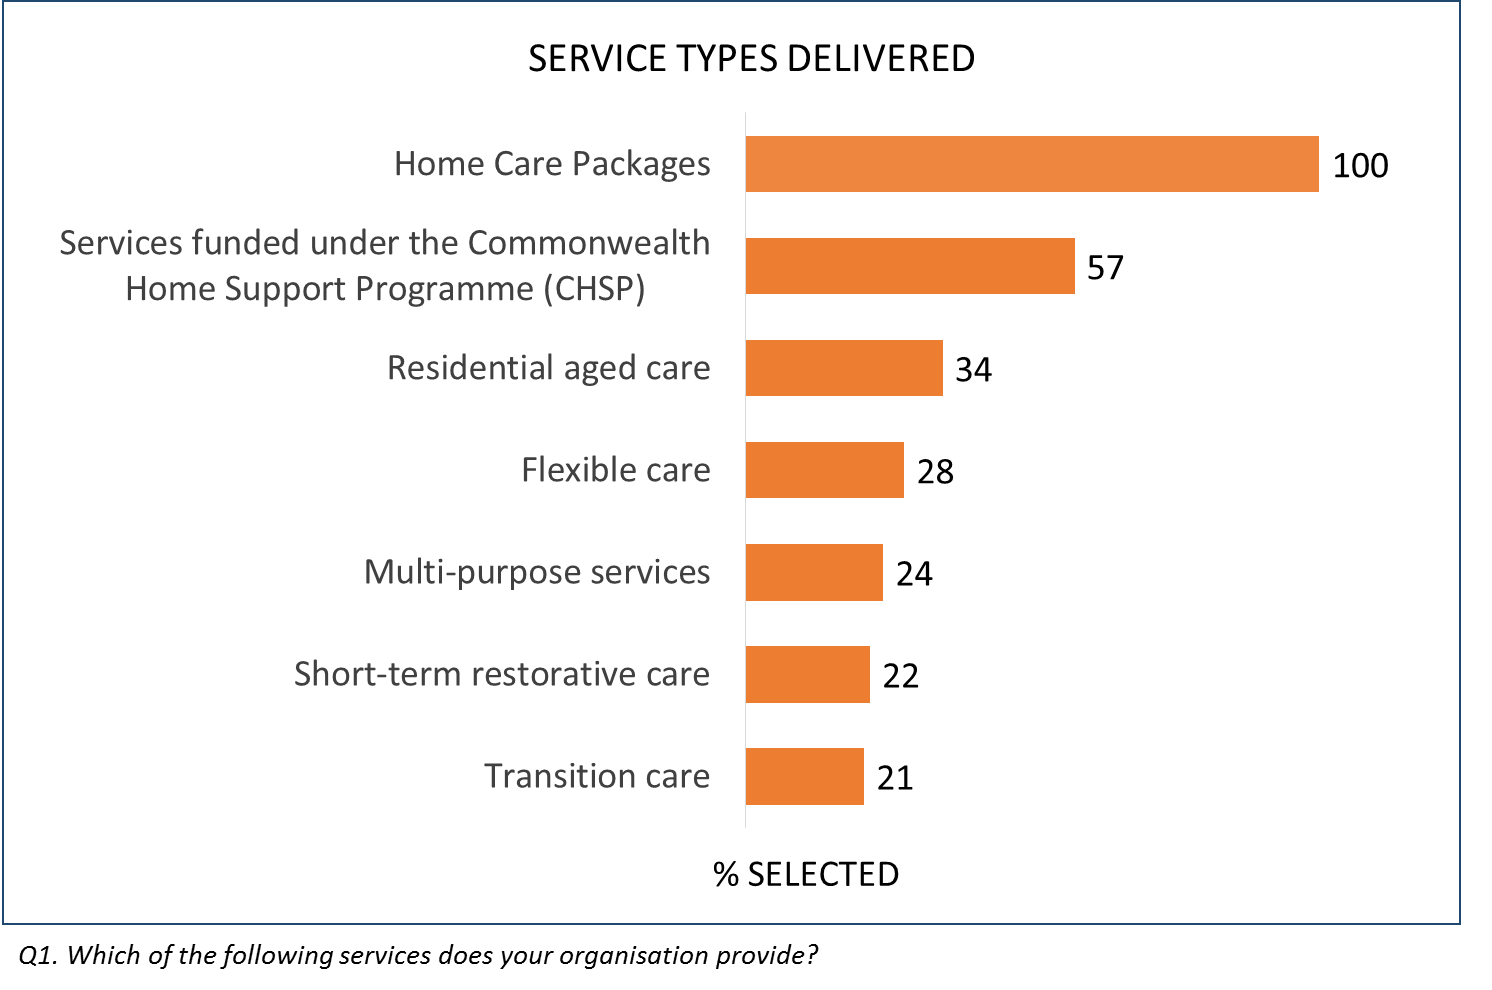 SERVICE TYPES DELIVERED
Home Care Packages
100
Services funded under the Commonwealth
Home Support Programme (CHSP)
57
Residential aged care
34
Flexible care
28
Multi-purpose services
24
Short-term restorative care
22
Transition care
21
% SELECTED
Q1. Which of the following services does your organisation provide?